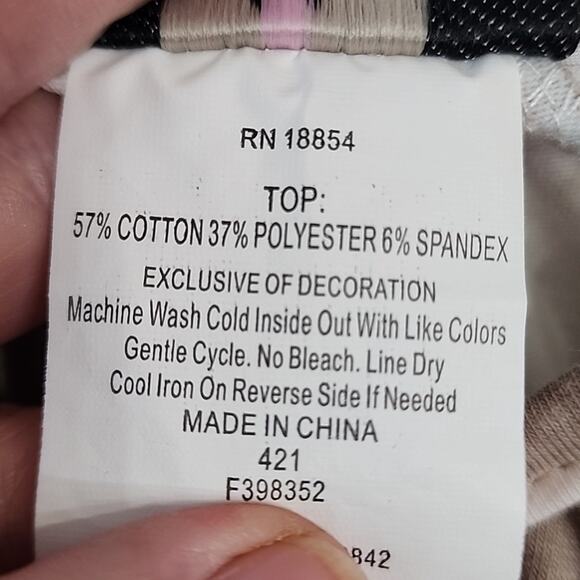 RN 18854
TOP:
57% COTTON 37% POLYESTER 6% SPANDEX
EXCLUSIVE OF DECORATION
Machine Wash Cold Inside Out With Like Colors
Gentle Cycle. No Bleach. Line Dry
Cool Iron On Reverse Side If Needed
MADE IN CHINA
421
F398352